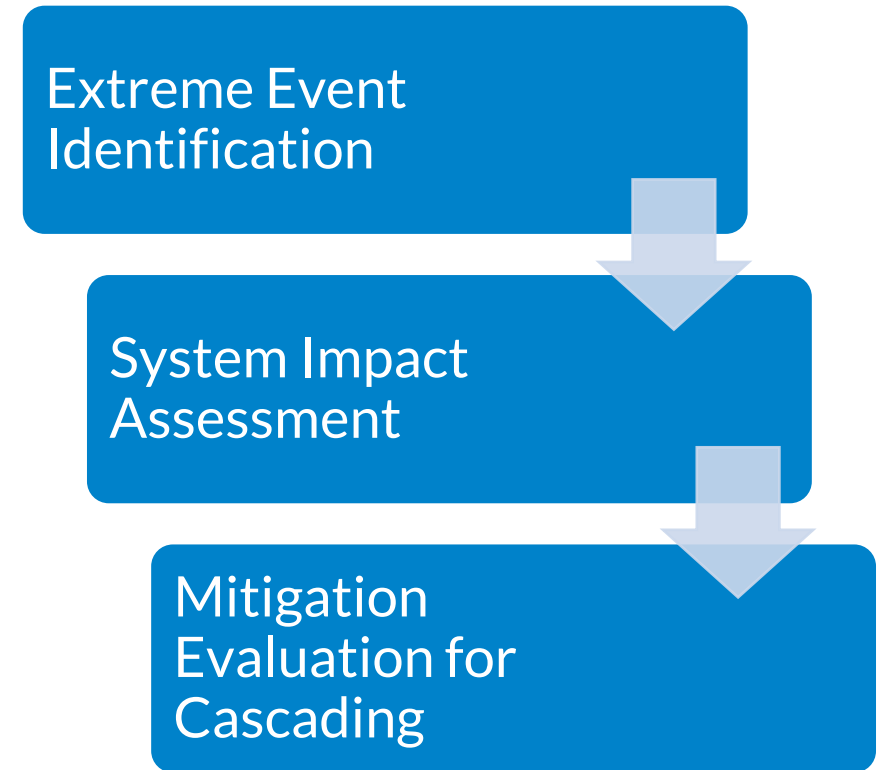 Extreme Event
Identification
System Impact
Assessment
Mitigation
Evaluation for
Cascading